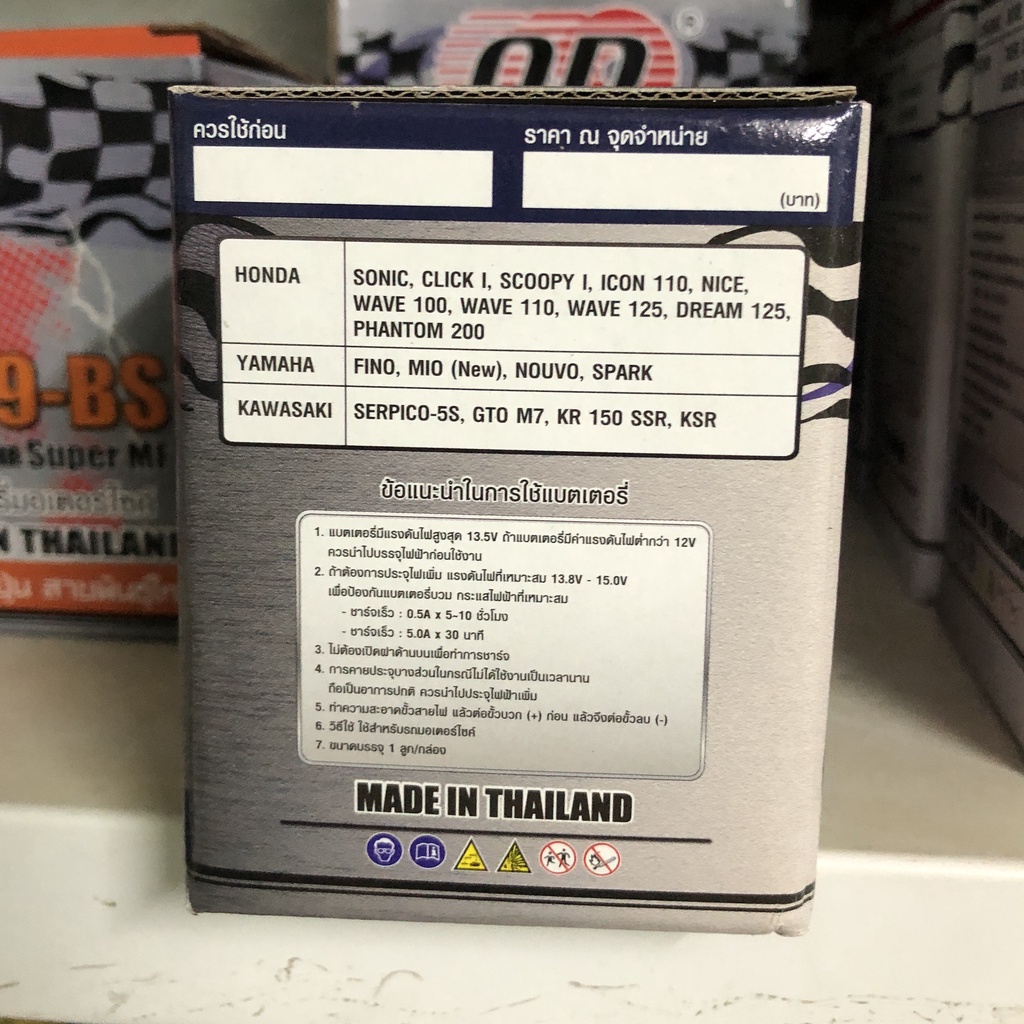 ควรใช้ก่อน
ราคา ณ จุดจำหน่าย
(บาท)
HONDA
SONIC, CLICK I, SCOOPY I, ICON 110, NICE,
WAVE 100, WAVE 110, WAVE 125, DREAM 125,
PHANTOM 200
YAMAHA
FINO, MIO (New), NOUVO, SPARK
KAWASAKI
SERPICO-5S, GTO M7, KR 150 SSR, KSR
ข้อแนะนำในการใช้แบตเตอรี่
1. แบตเตอรี่มีแรงดันไฟสูงสุด 13.5V ถ้าแบตเตอรี่มีค่าแรงดันไฟต่ำกว่า 12V
ควรนำไปบรรจุไฟฟ้าก่อนใช้งาน
2. ถ้าต้องการประจุไฟเพิ่ม แรงดันไฟที่เหมาะสม 13.8V - 15.0V
เพื่อป้องกันแบตเตอรี่บวม กระแสไฟฟ้าที่เหมาะสม
- ชาร์จเร็ว : 0.5A x 5-10 ชั่วโมง
- ชาร์จเร็ว : 5.0A x 30 นาที
3. ไม่ต้องเปิดฝาด้านบนเพื่อทำการชาร์จ
4. การคายประจุบางส่วนในกรณีไม่ได้ใช้งานเป็นเวลานาน
ถือเป็นอาการปกติ ควรนำไปประจุไฟฟ้าเพิ่ม
5. ทำความสะอาดขั้วสายไฟ แล้วต่อขั้วบวก (+) ก่อน แล้วจึงต่อขั้วลบ (-)
6. วิธีใช้ ใช้สำหรับรถมอเตอร์ไซค์
7. ขนาดบรรจุ 1 ลูก/กล่อง
MADE IN THAILAND
9-BS
Super MF
THAILAND